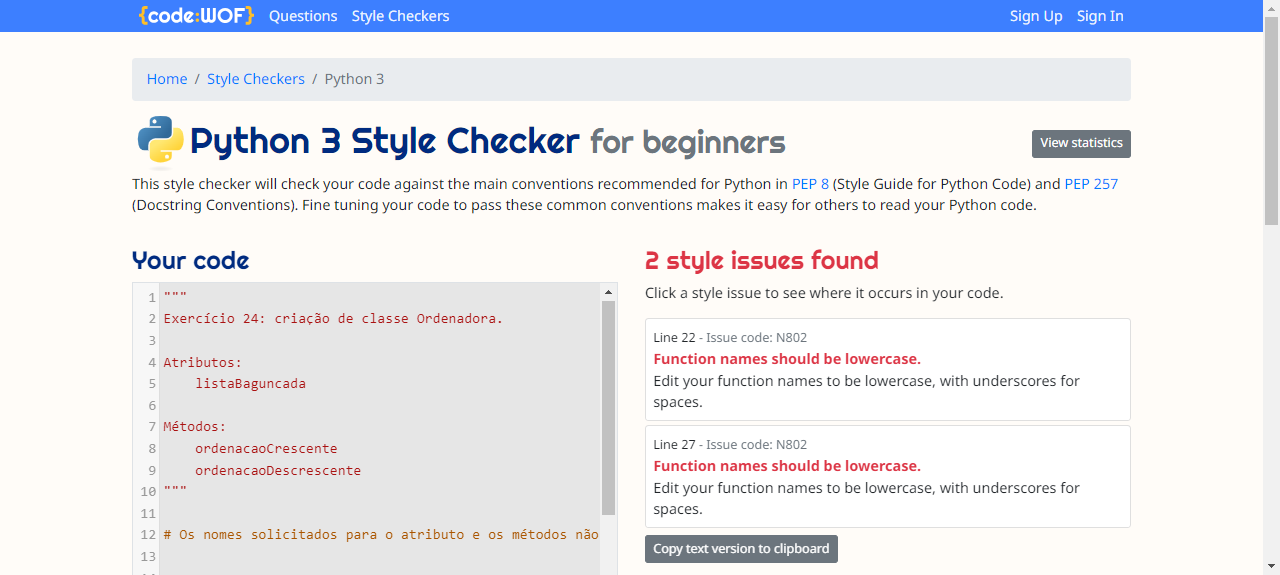 {code:WOF} Questions Style Checkers Sign Up Sign In
Home / Style Checkers / Python 3
Python 3 Style Checker for beginners
View statistics
This style checker will check your code against the main conventions recommended for Python in PEP 8 (Style Guide for Python Code) and PEP 257
(Docstring Conventions). Fine tuning your code to pass these common conventions makes it easy for others to read your Python code.
Your code
1 """
2 Exercício 24: criação de classe Ordenadora.
3
4 Atributos:
5 listaBaguncada
6
7 Métodos:
8 ordenacaoCrescente
9 ordenacaoDescrescente
10 """
11
12 # Os nomes solicitados para o atributo e os métodos não
13
2 style issues found
Click a style issue to see where it occurs in your code.
Line 22 - Issue code: N802
Function names should be lowercase.
Edit your function names to be lowercase, with underscores for
spaces.
Line 27 - Issue code: N802
Function names should be lowercase.
Edit your function names to be lowercase, with underscores for
spaces.
Copy text version to clipboard